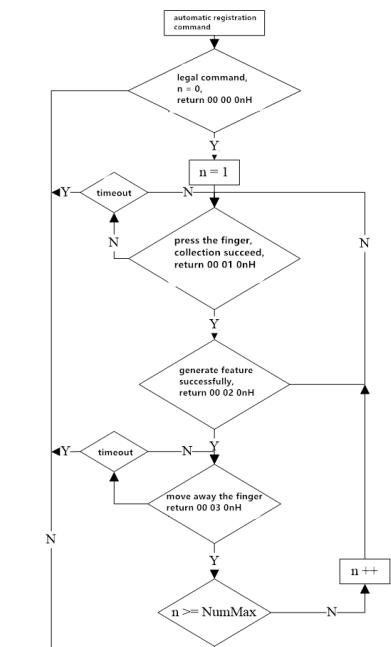 automatic registration
command
legal command,
n = 0,
return 00 00 0nH
Y
n = 1
Y
timeout
N
N
press the finger,
collection succeed,
return 00 01 0nH
N
Y
generate feature
successfully,
return 00 02 0nH
Y
Y
timeout
N
move away the finger
return 00 03 0nH
N
Y
n ++
n >= NumMax
N